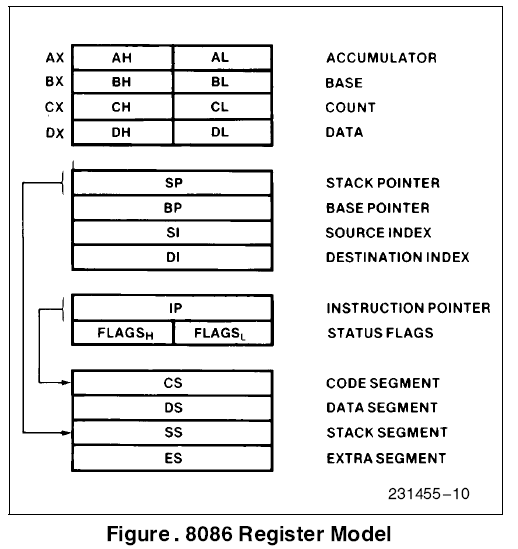 AX AH AL ACCUMULATOR
BX BH BL BASE
CX CH CL COUNT
DX DH DL DATA
SP STACK POINTER
BP BASE POINTER
SI SOURCE INDEX
DI DESTINATION INDEX
IP INSTRUCTION POINTER
FLAGSH FLAGSL STATUS FLAGS
CS CODE SEGMENT
DS DATA SEGMENT
SS STACK SEGMENT
ES EXTRA SEGMENT
231455–10
Figure . 8086 Register Model